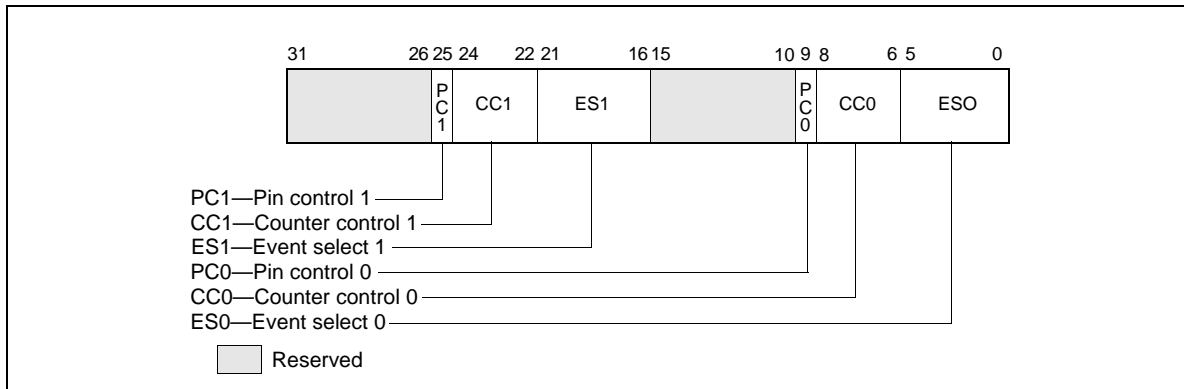 31 26 25 24 22 21 16 15 10 9 8 6 5 0
PC1 CC1 ES1 PC0 CC0 ESO
PC1—Pin control 1
CC1—Counter control 1
ES1—Event select 1
PC0—Pin control 0
CC0—Counter control 0
ES0—Event select 0
Reserved